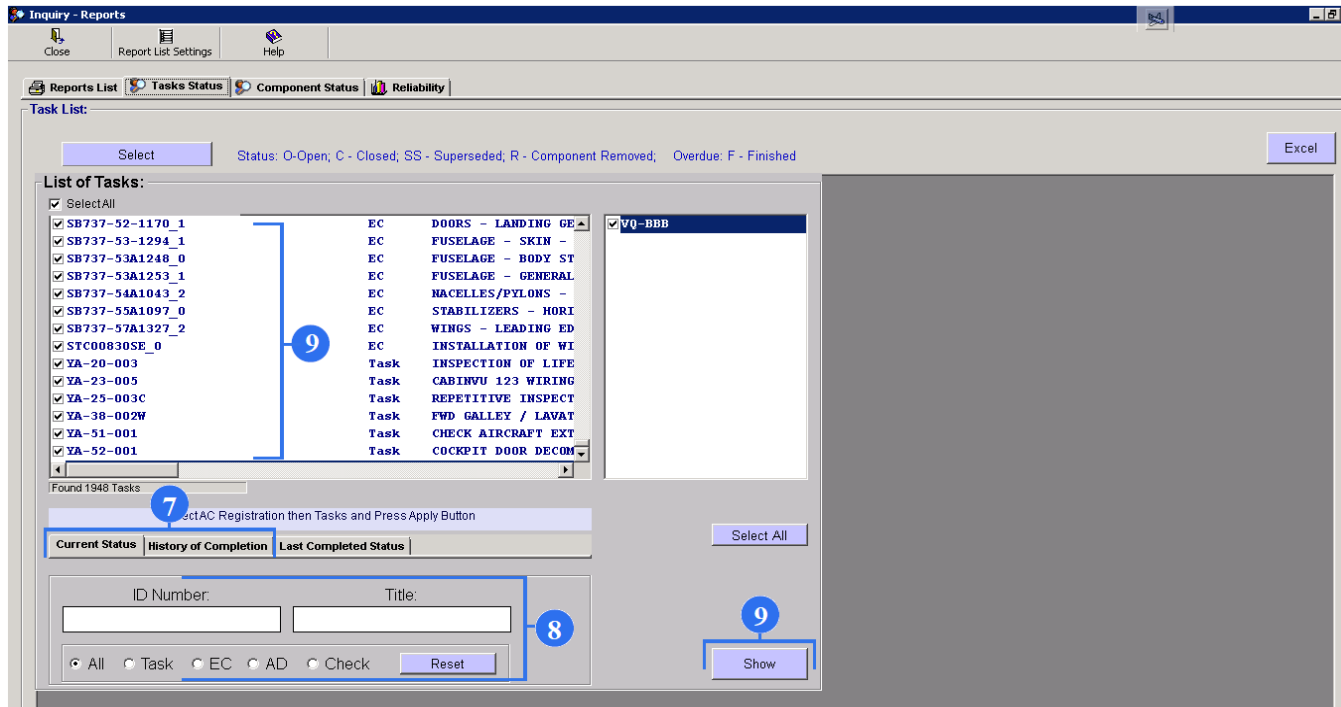 Inquiry - Reports
Close Report List Settings Help
Reports List Tasks Status Component Status Reliability
Task List:
Select Status: O-Open; C - Closed; SS - Superseded; R - Component Removed; Overdue: F - Finished Excel
List of Tasks:
SelectAll
SB737-52-1170_1 EC DOORS - LANDING GE VQ-BBB
SB737-53-1294_1 EC FUSELAGE - SKIN -
SB737-53A1248_0 EC FUSELAGE - BODY ST
SB737-53A1253_1 EC FUSELAGE - GENERAL
SB737-54A1043_2 EC NACELLES/PYLONS -
SB737-55A1097_0 EC STABILIZERS - HORI
SB737-57A1327_2 EC WINGS - LEADING ED
STC00830SE_0 EC INSTALLATION OF WI
9
YA-20-003 Task INSPECTION OF LIFE
YA-23-005 Task CABINVU 123 WIRING
YA-25-003C Task REPETITIVE INSPECT
YA-38-002W Task FWD GALLEY / LAVAT
YA-51-001 Task CHECK AIRCRAFT EXT
YA-52-001 Task COCKPIT DOOR DECOM
Found 1948 Tasks
7
AC Registration then Tasks and Press Apply Button
Current Status History of Completion Last Completed Status Select All
ID Number: Title:
8
9
All Task EC AD Check Reset Show